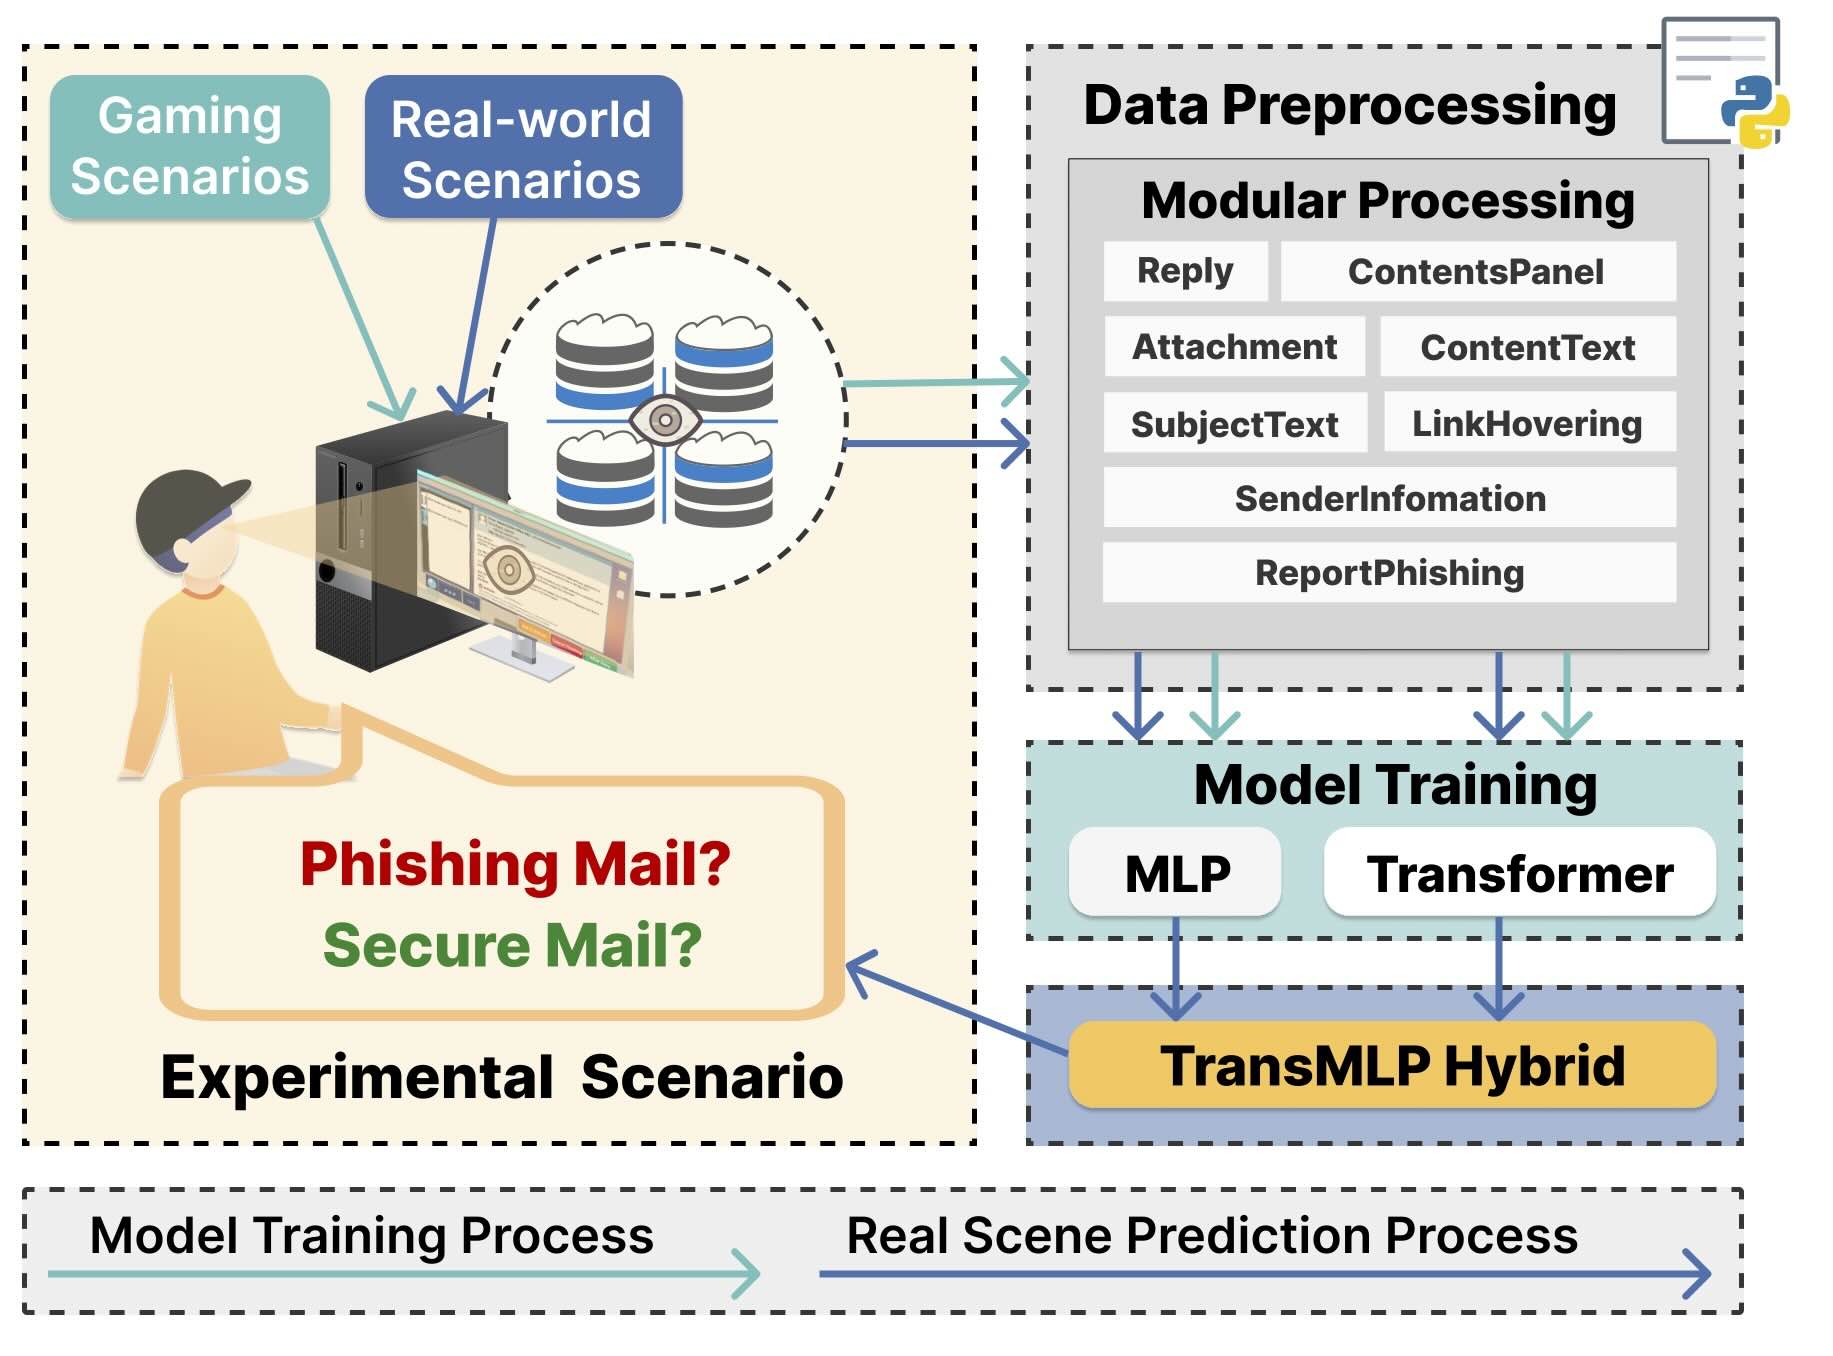 Gaming
Scenarios
Real-world
Scenarios
Phishing Mail?
Secure Mail?
Experimental Scenario
Data Preprocessing
Modular Processing
Reply
ContentsPanel
Attachment
ContentText
SubjectText
LinkHovering
SenderInfomation
ReportPhishing
Model Training
MLP
Transformer
TransMLP Hybrid
Model Training Process
Real Scene Prediction Process